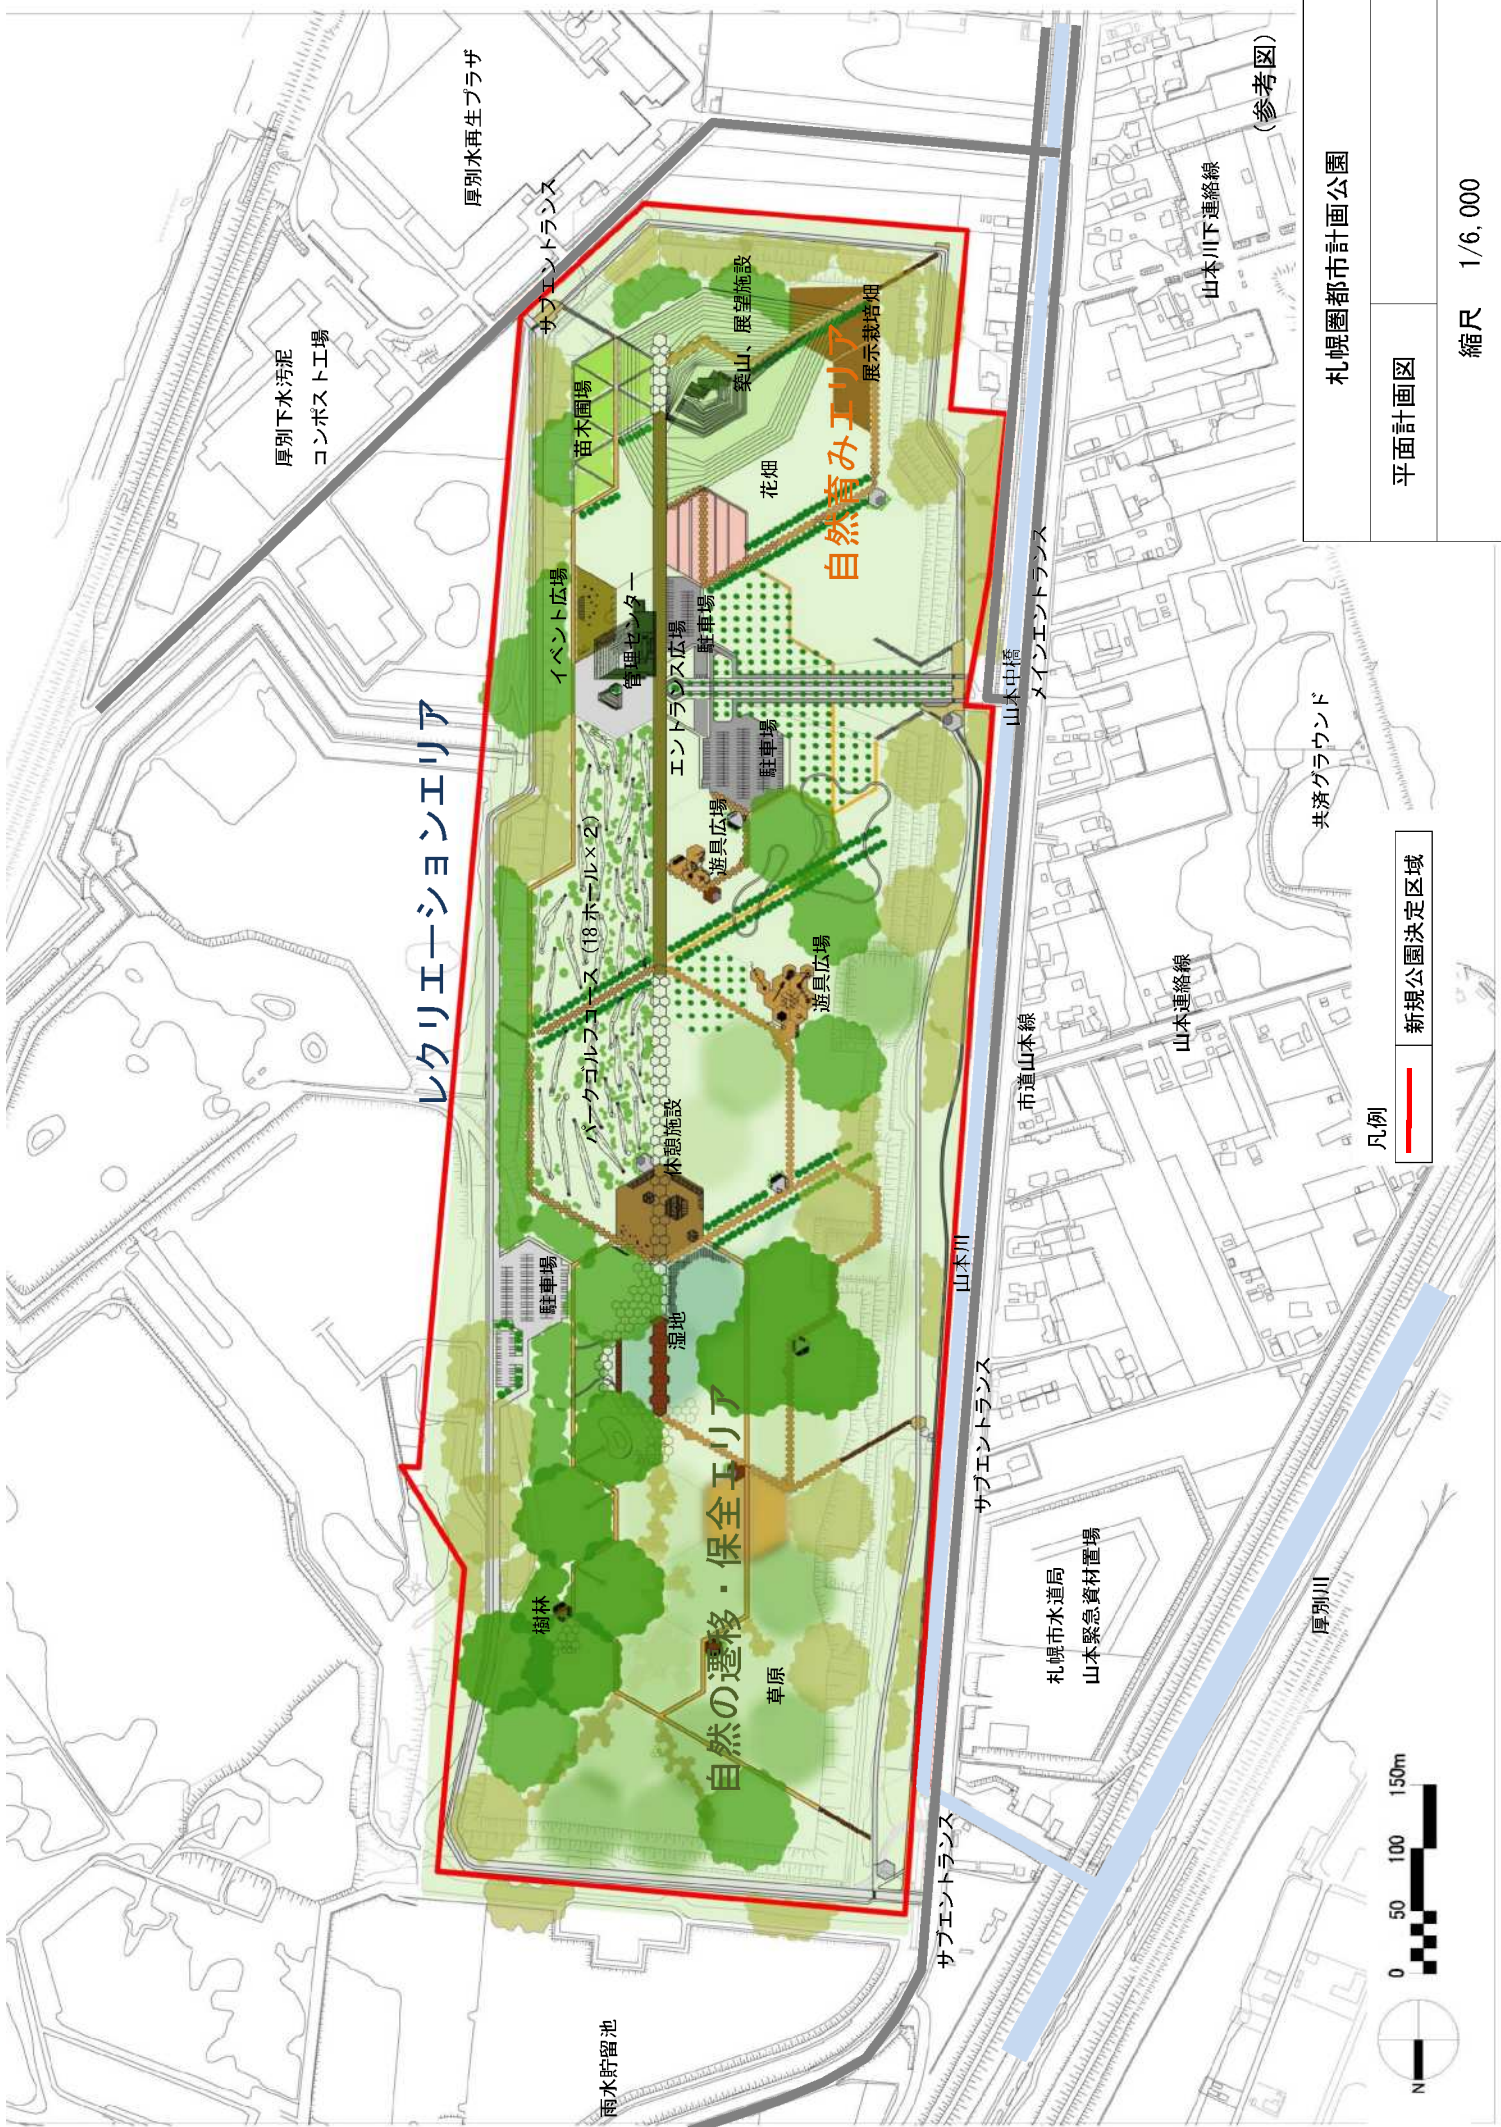 (参考図)
札幌圏都市計画公園
平面計画図
縮尺 1/6,000
レクリエーションエリア
自然育みエリア
自然の遷移・保全エリア
雨水貯留池
厚別下水汚泥
コンポスト工場
厚別水再生プラザ
サブエントランス
苗木圃場
築山、展望施設
展示栽培畑
花畑
イベント広場
管理センター
エントランス広場
駐車場
駐車場
遊具広場
パークゴルフコース (18ホール×2)
遊具広場
休憩施設
駐車場
湿地
樹林
草原
サブエントランス
サブエントランス
山本川
市道山本線
山本中橋
メインエントランス
山本川下連絡線
共済グラウンド
山本連絡線
札幌市水道局
山本緊急資材置場
厚別川
凡例
新規公園決定区域
N
0 50 100 150m